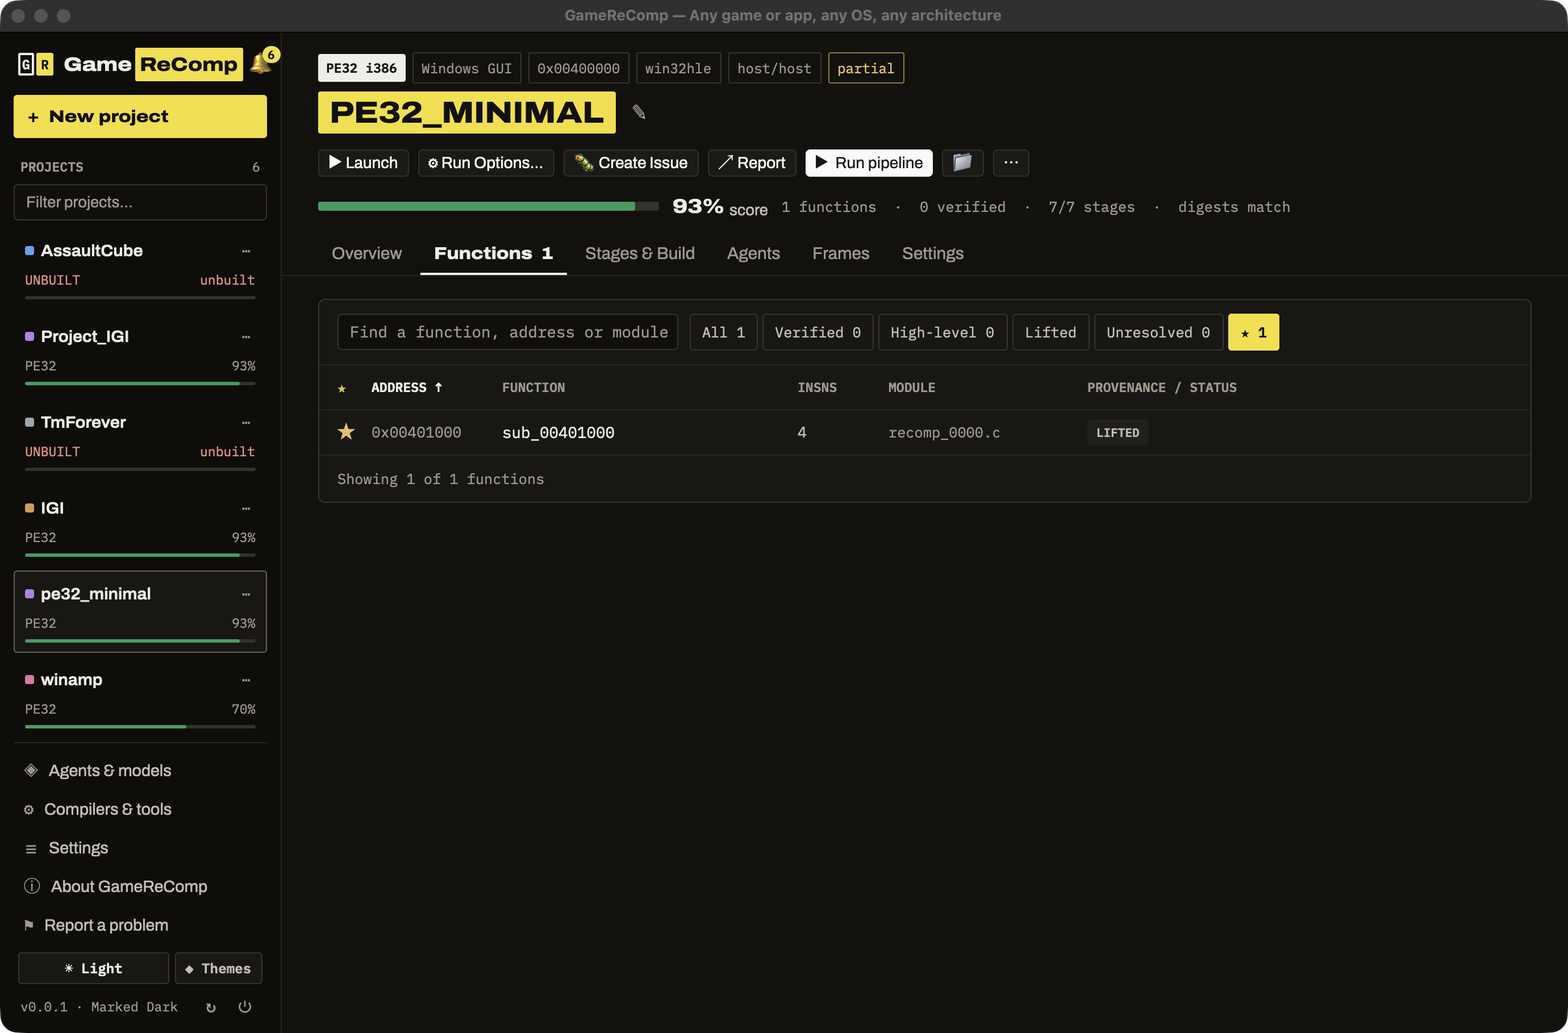 GameReComp — Any game or app, any OS, any architecture
GR Game ReComp 6
+ New project
PROJECTS 6
Filter projects...
AssaultCube ⋯
UNBUILT unbuilt
Project_IGI ⋯
PE32 93%
TmForever ⋯
UNBUILT unbuilt
IGI ⋯
PE32 93%
pe32_minimal ⋯
PE32 93%
winamp ⋯
PE32 70%
Agents & models
Compilers & tools
Settings
About GameReComp
Report a problem
☀ Light ◆ Themes
v0.0.1 · Marked Dark ↻ ⏻
PE32 i386 Windows GUI 0x00400000 win32hle host/host partial
PE32_MINIMAL ✎
▶ Launch ⚙ Run Options... Create Issue ↗ Report ▶ Run pipeline ⋯
93% score 1 functions · 0 verified · 7/7 stages · digests match
Overview Functions 1 Stages & Build Agents Frames Settings
Find a function, address or module All 1 Verified 0 High-level 0 Lifted Unresolved 0 ★ 1
★ ADDRESS ↑ FUNCTION INSNS MODULE PROVENANCE / STATUS
★ 0x00401000 sub_00401000 4 recomp_0000.c LIFTED
Showing 1 of 1 functions